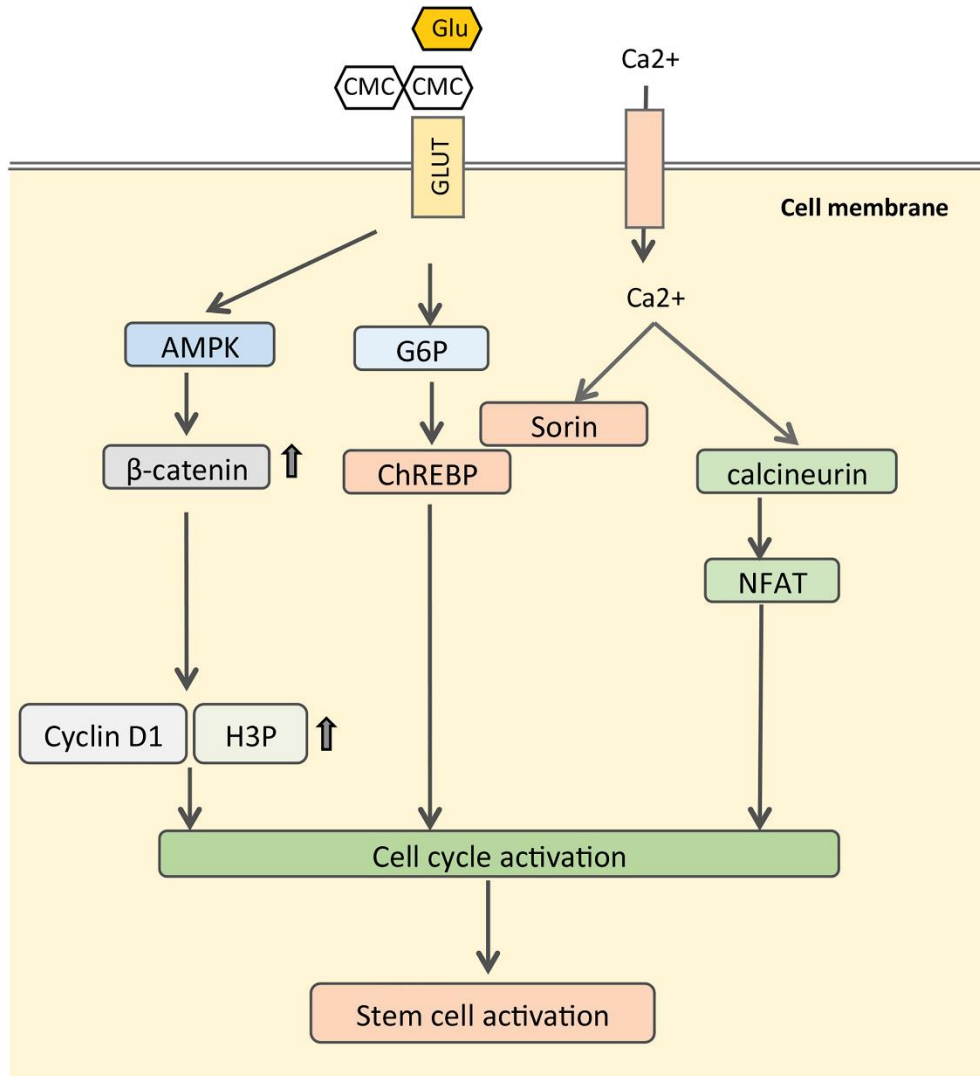 Glu
CMC CMC
Ca2+
GLUT
Cell membrane
Ca2+
AMPK
G6P
Sorin
β-catenin
ChREBP
calcineurin
NFAT
Cyclin D1
H3P
Cell cycle activation
Stem cell activation